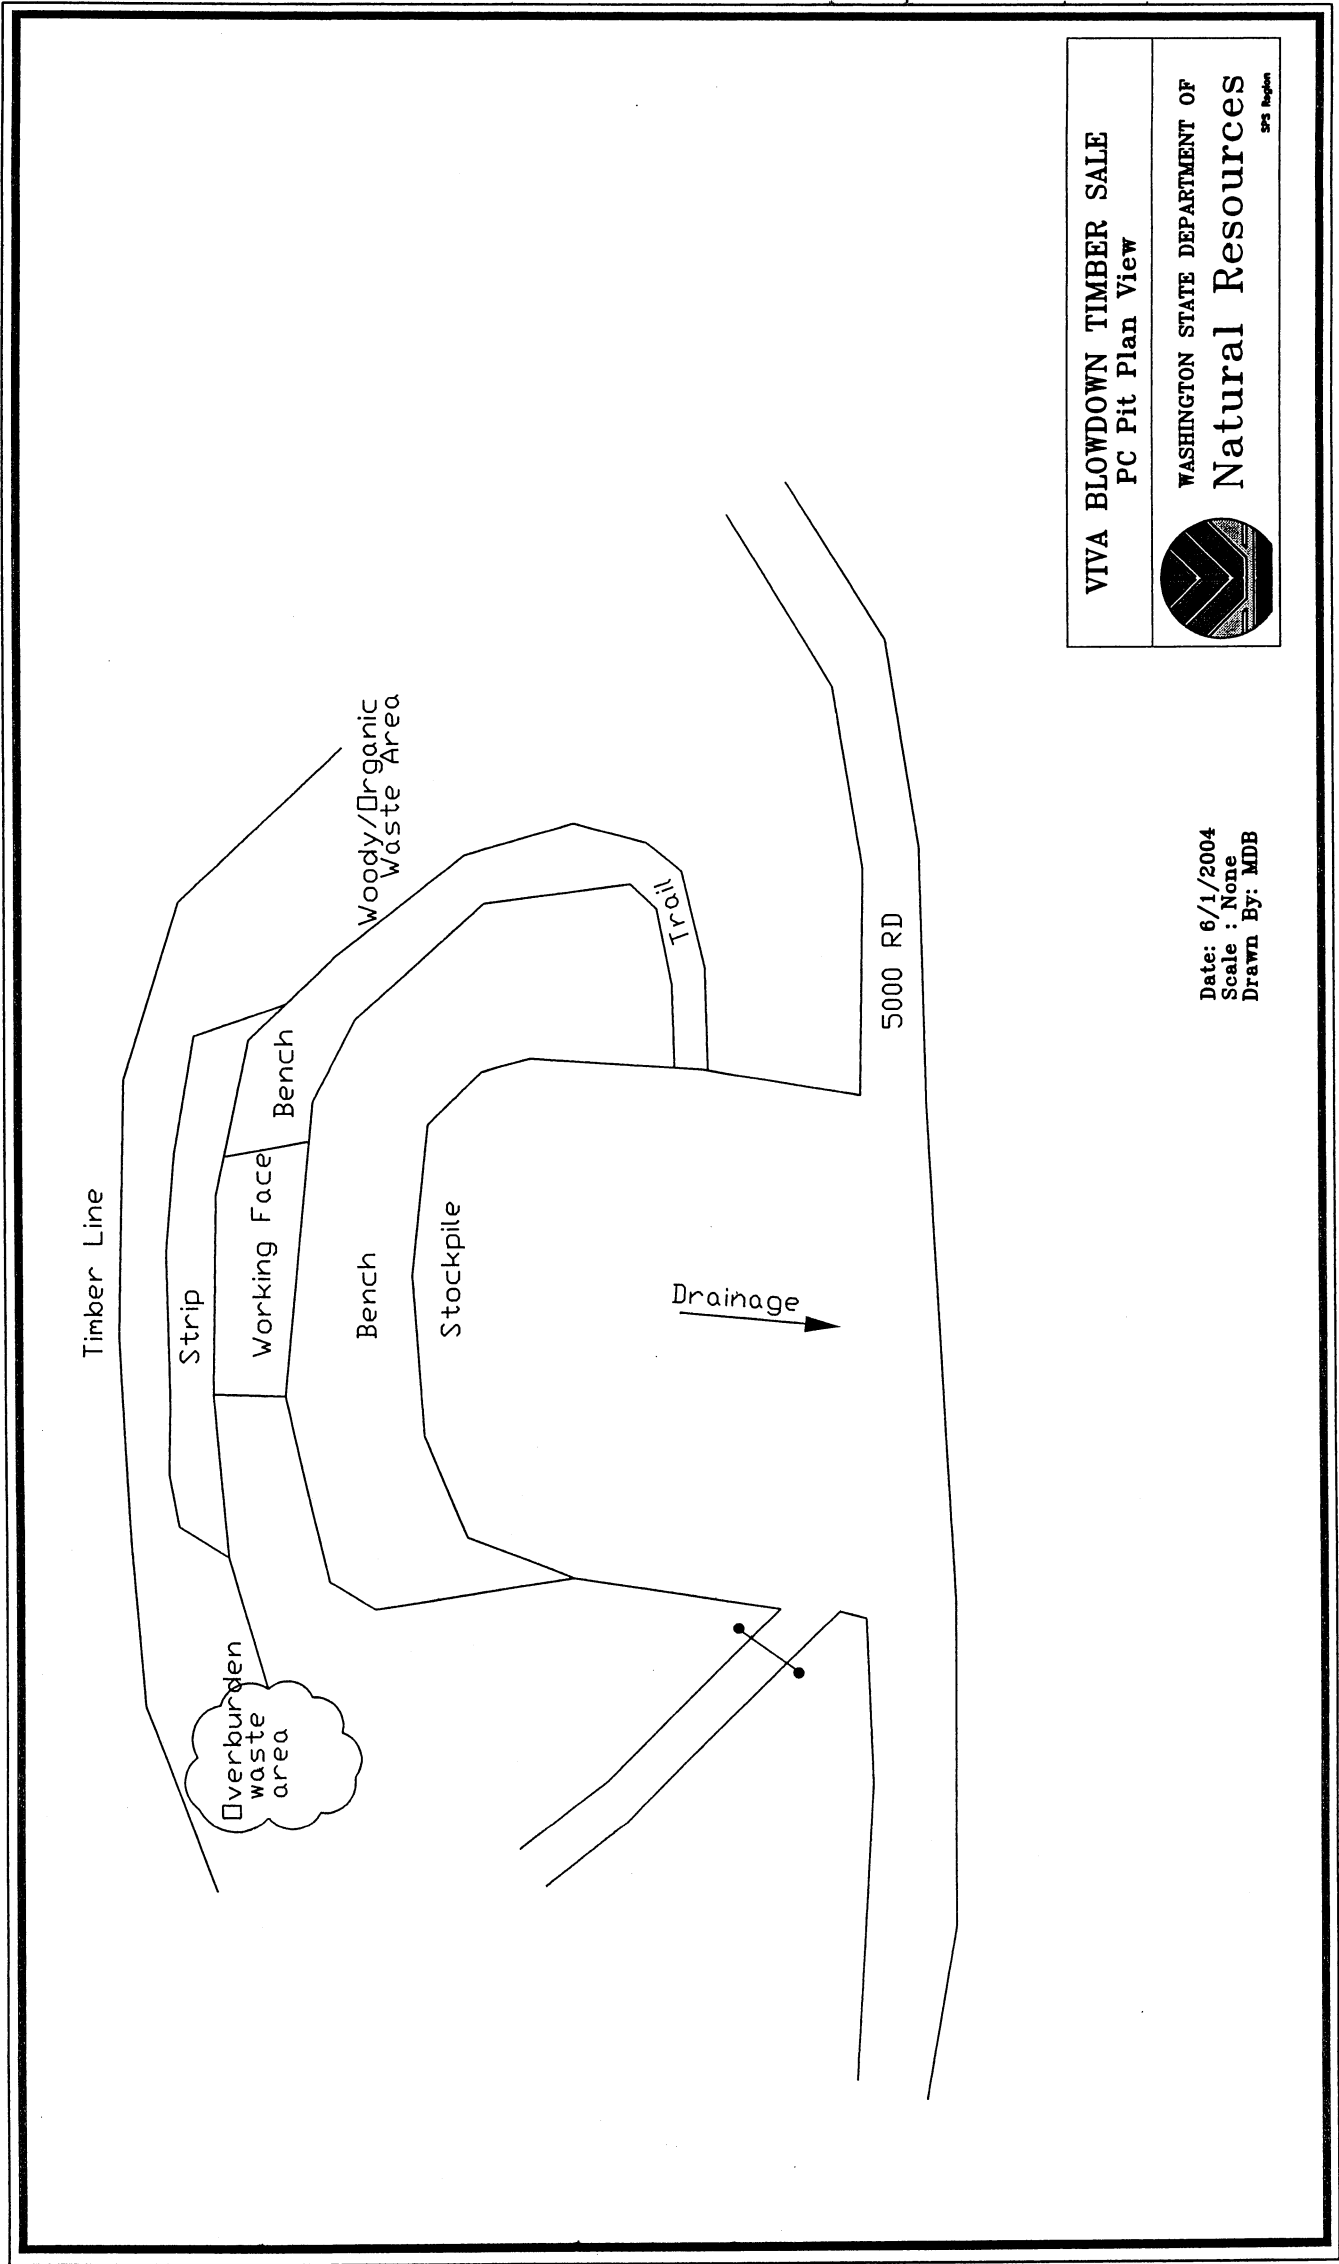 Timber Line
Strip
Overburden
waste
area
Working Face
Bench
Woody/Organic
Waste Area
Bench
Stockpile
Trail
Drainage
5000 RD
VIVA BLOWDOWN TIMBER SALE
PC Pit Plan View
WASHINGTON STATE DEPARTMENT OF
Natural Resources
SPS Region
Date: 6/1/2004
Scale : None
Drawn By: MDB